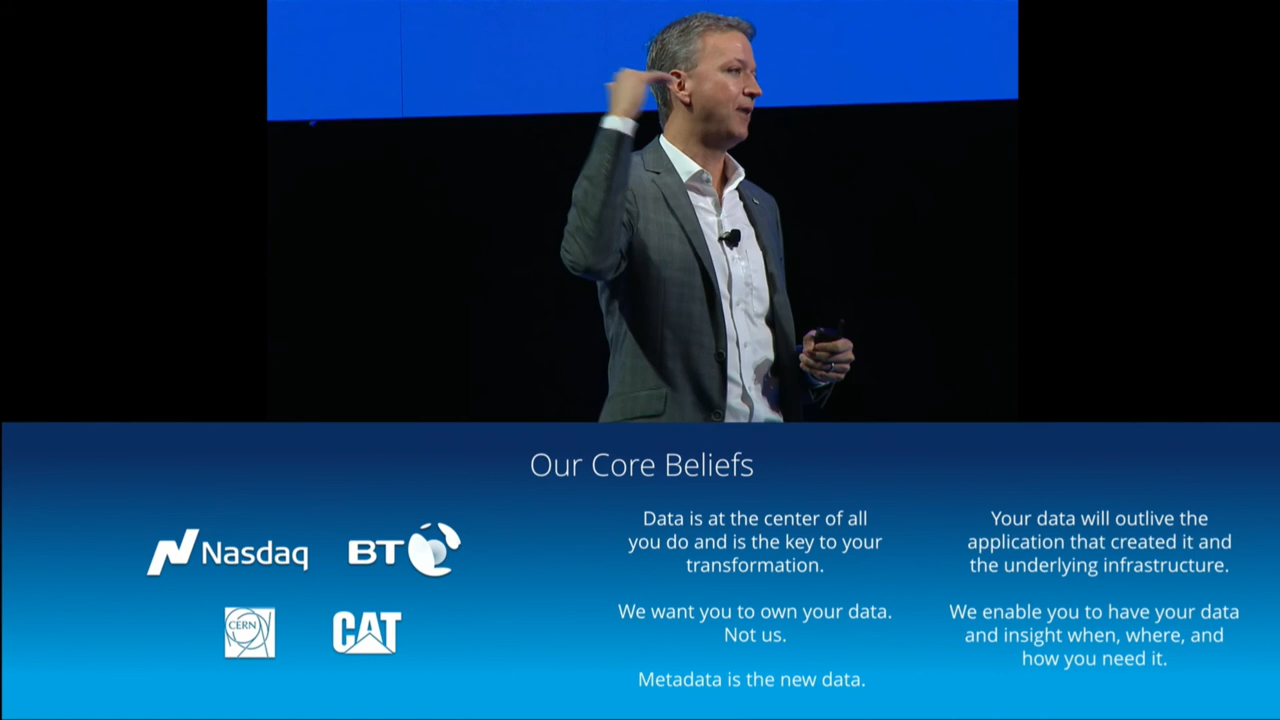 Our Core Beliefs
Nasdaq
BT
CERN
CAT
Data is at the center of all
you do and is the key to your
transformation.
We want you to own your data.
Not us.
Metadata is the new data.
Your data will outlive the
application that created it and
the underlying infrastructure.
We enable you to have your data
and insight when, where, and
how you need it.